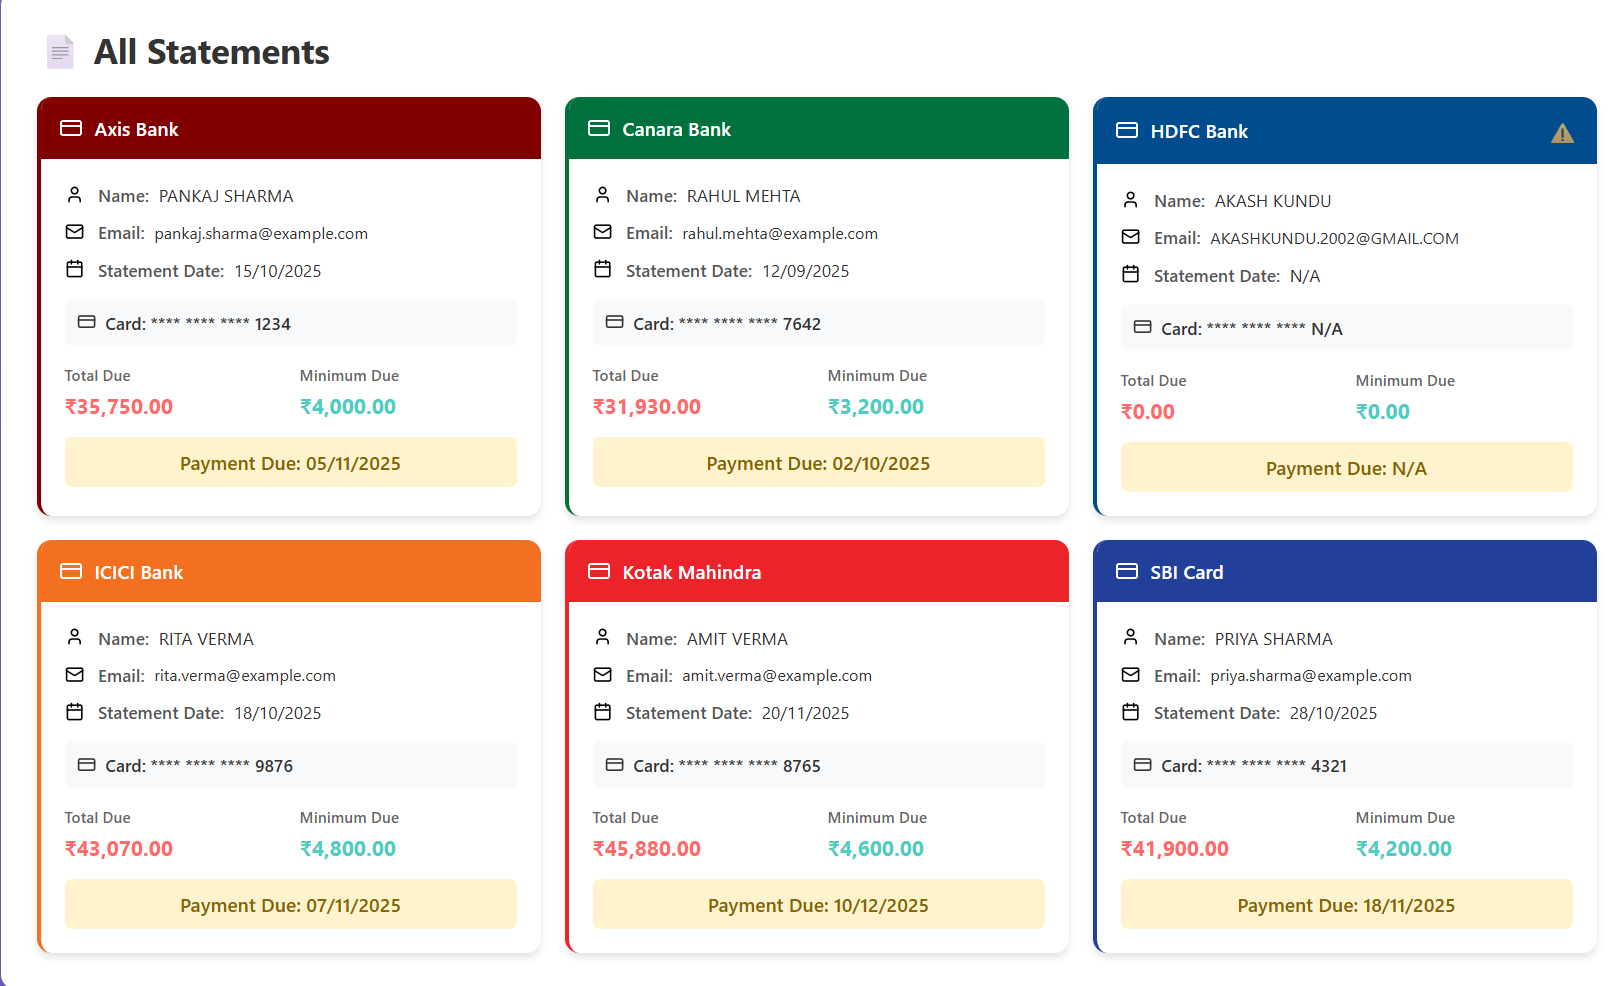 All Statements
Axis Bank
Name: PANKAJ SHARMA
Email: pankaj.sharma@example.com
Statement Date: 15/10/2025
Card: **** **** **** 1234
Total Due Minimum Due
₹35,750.00 ₹4,000.00
Payment Due: 05/11/2025
Canara Bank
Name: RAHUL MEHTA
Email: rahul.mehta@example.com
Statement Date: 12/09/2025
Card: **** **** **** 7642
Total Due Minimum Due
₹31,930.00 ₹3,200.00
Payment Due: 02/10/2025
HDFC Bank
Name: AKASH KUNDU
Email: AKASHKUNDU.2002@GMAIL.COM
Statement Date: N/A
Card: **** **** **** N/A
Total Due Minimum Due
₹0.00 ₹0.00
Payment Due: N/A
ICICI Bank
Name: RITA VERMA
Email: rita.verma@example.com
Statement Date: 18/10/2025
Card: **** **** **** 9876
Total Due Minimum Due
₹43,070.00 ₹4,800.00
Payment Due: 07/11/2025
Kotak Mahindra
Name: AMIT VERMA
Email: amit.verma@example.com
Statement Date: 20/11/2025
Card: **** **** **** 8765
Total Due Minimum Due
₹45,880.00 ₹4,600.00
Payment Due: 10/12/2025
SBI Card
Name: PRIYA SHARMA
Email: priya.sharma@example.com
Statement Date: 28/10/2025
Card: **** **** **** 4321
Total Due Minimum Due
₹41,900.00 ₹4,200.00
Payment Due: 18/11/2025